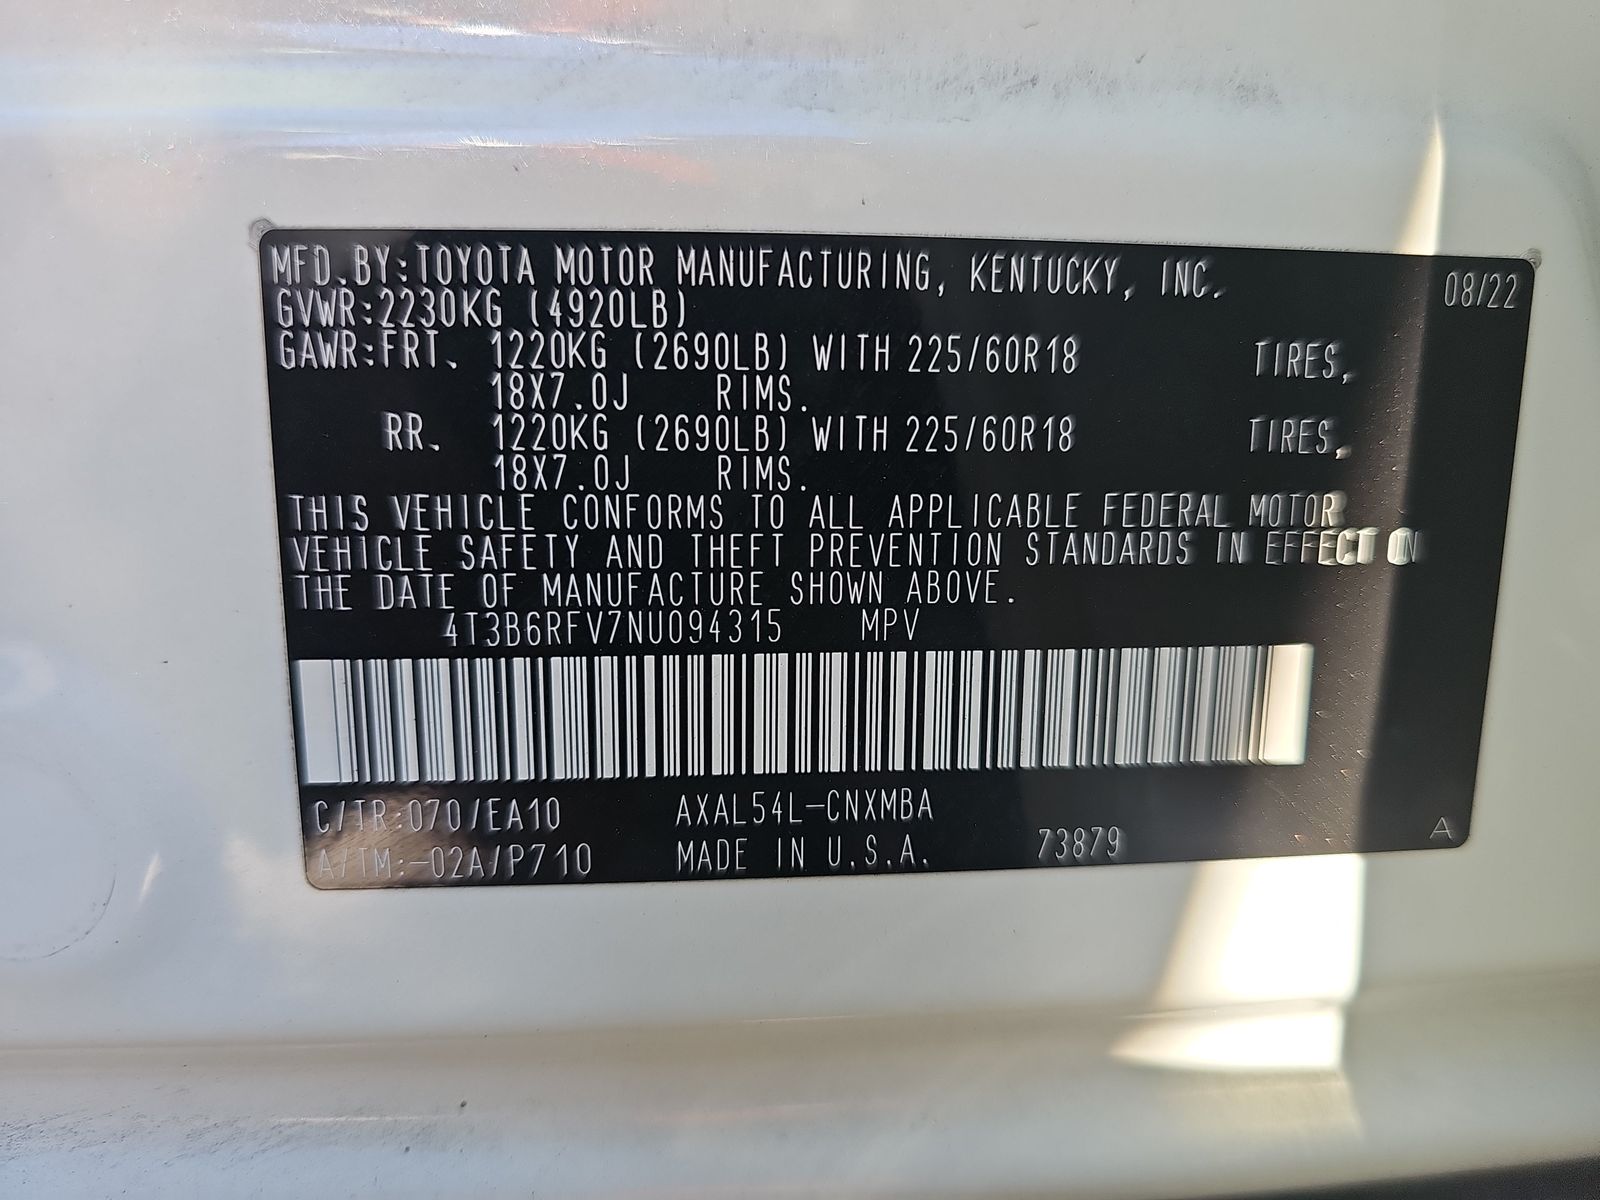 MFD.BY:TOYOTA MOTOR MANUFACTURING, KENTUCKY, INC. 08/22
GVWR:2230KG (4920LB)
GAWR:FRT. 1220KG (2690LB) WITH 225/60R18 TIRES,
18X7.0J RIMS.
RR. 1220KG (2690LB) WITH 225/60R18 TIRES,
18X7.0J RIMS.
THIS VEHICLE CONFORMS TO ALL APPLICABLE FEDERAL MOTOR
VEHICLE SAFETY AND THEFT PREVENTION STANDARDS IN EFFECT ON
THE DATE OF MANUFACTURE SHOWN ABOVE.
4T3B6RFV7NU094315 MPV
C/TR:070/EA10 AXAL54L-CNXMBA
A/TM:-02A/P710 MADE IN U.S.A. 73879 A